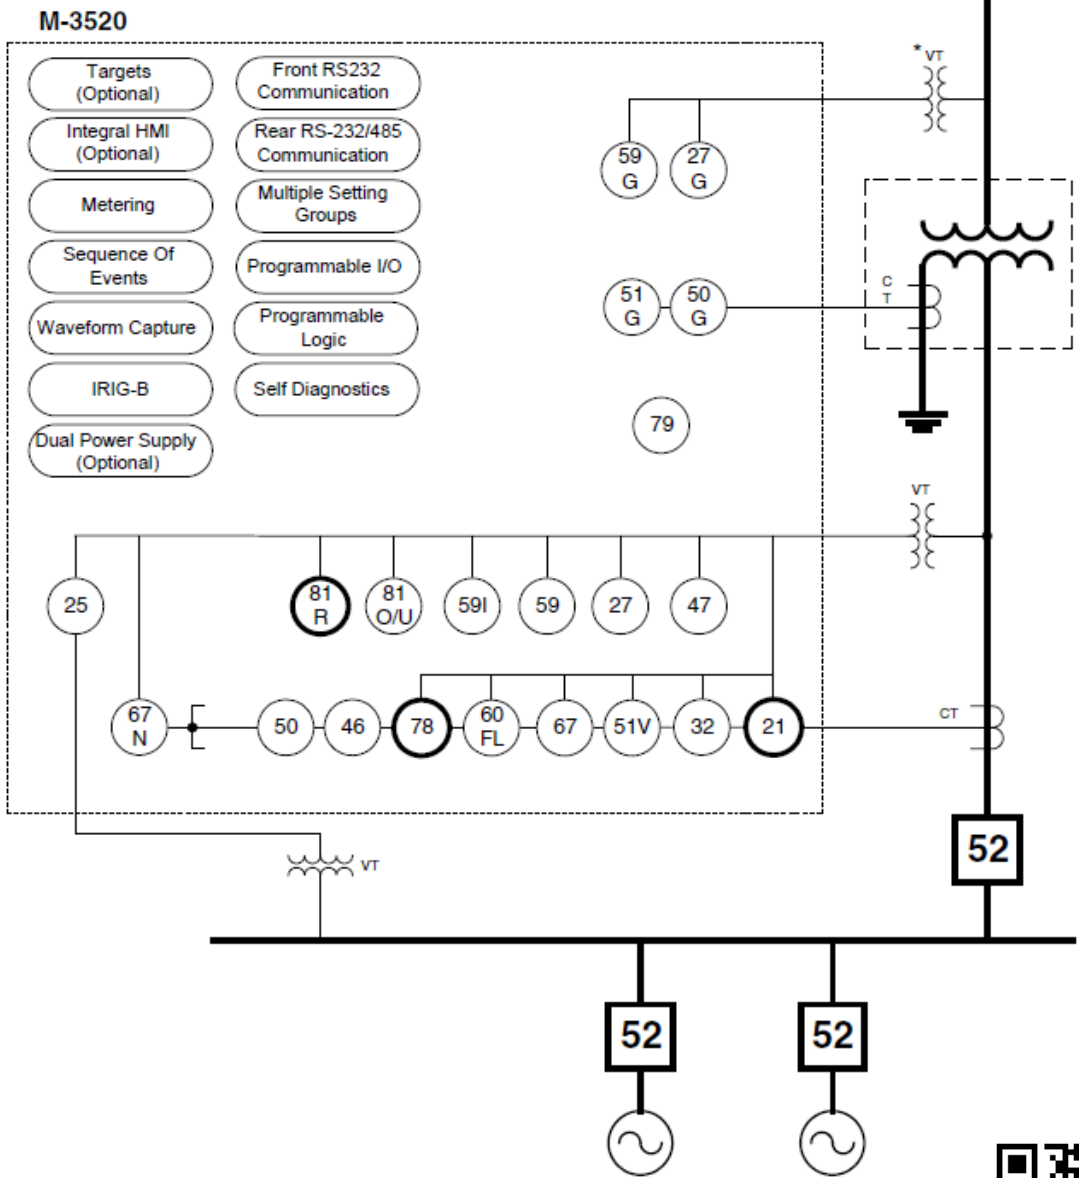 M-3520
Targets
(Optional)
Front RS232
Communication
Integral HMI
(Optional)
Rear RS-232/485
Communication
Metering
Multiple Setting
Groups
Sequence Of
Events
Programmable I/O
Waveform Capture
Programmable
Logic
IRIG-B
Self Diagnostics
Dual Power Supply
(Optional)
* VT
59
G
27
G
51
G
50
G
C
T
79
VT
25
81
R
81
O/U
59I
59
27
47
67
N
50
46
78
60
FL
67
51V
32
21
CT
52
VT
52
52